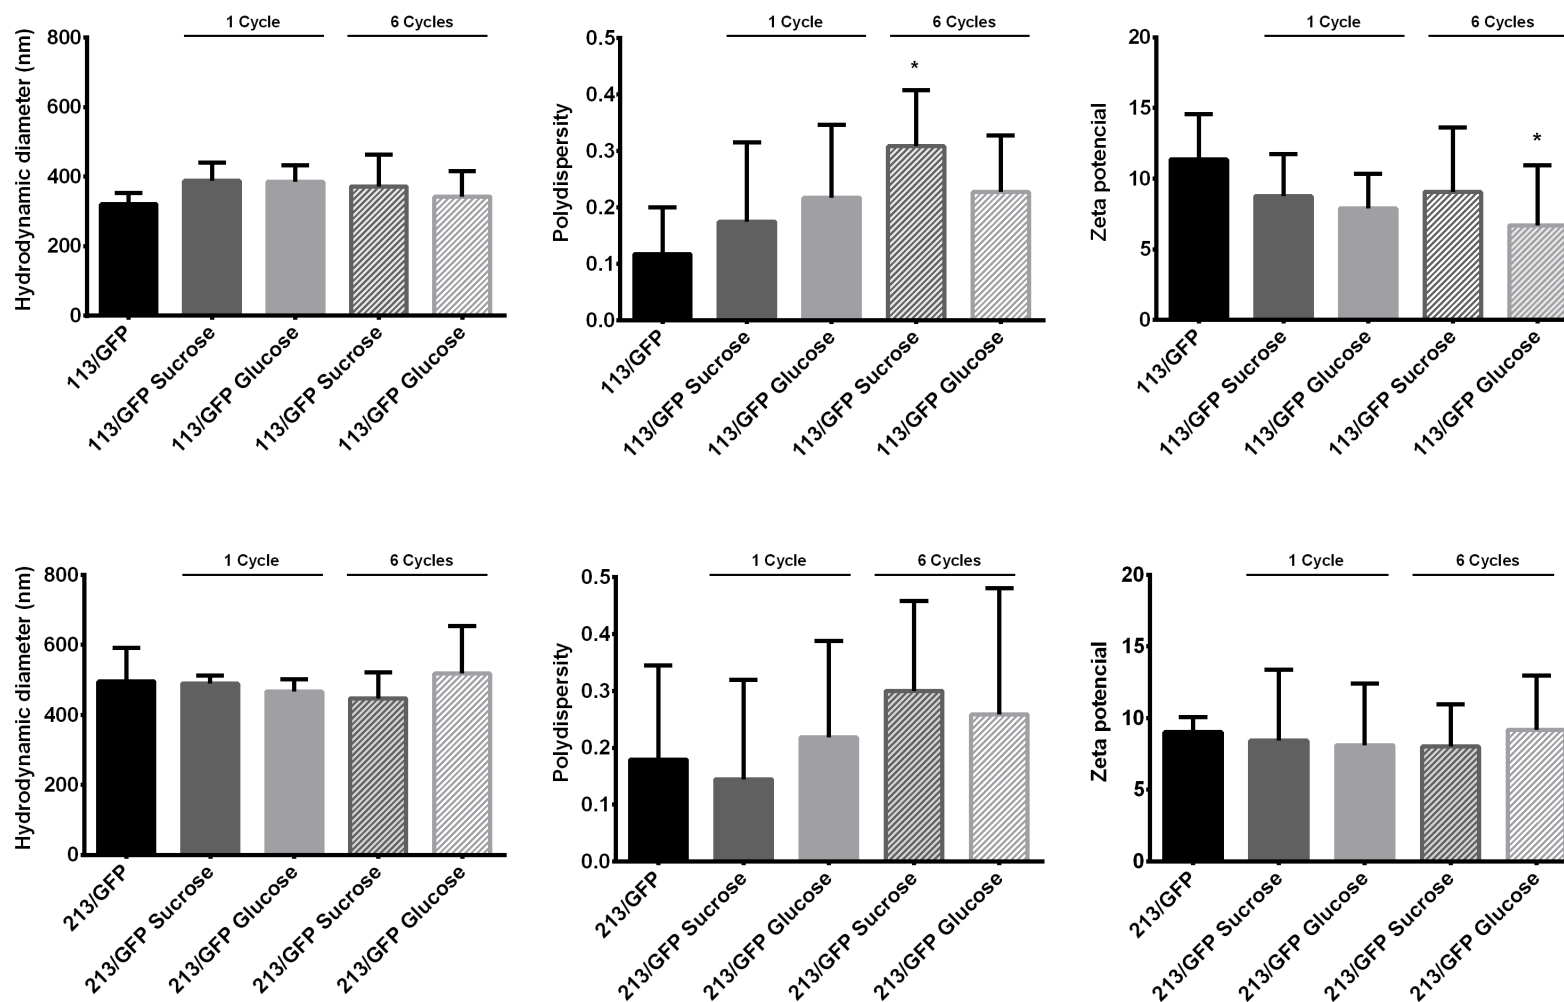 1 Cycle
6 Cycles
Hydrodynamic diameter (nm)
800
600
400
200
0
113/GFP
113/GFP Sucrose
113/GFP Glucose
113/GFP Sucrose
113/GFP Glucose
1 Cycle
6 Cycles
Polydispersity
0.5
0.4
0.3
0.2
0.1
0.0
*
113/GFP
113/GFP Sucrose
113/GFP Glucose
113/GFP Sucrose
113/GFP Glucose
1 Cycle
6 Cycles
Zeta potencial
20
15
10
5
0
*
113/GFP
113/GFP Sucrose
113/GFP Glucose
113/GFP Sucrose
113/GFP Glucose
1 Cycle
6 Cycles
Hydrodynamic diameter (nm)
800
600
400
200
0
213/GFP
213/GFP Sucrose
213/GFP Glucose
213/GFP Sucrose
213/GFP Glucose
1 Cycle
6 Cycles
Polydispersity
0.5
0.4
0.3
0.2
0.1
0.0
213/GFP
213/GFP Sucrose
213/GFP Glucose
213/GFP Sucrose
213/GFP Glucose
1 Cycle
6 Cycles
Zeta potencial
20
15
10
5
0
213/GFP
213/GFP Sucrose
213/GFP Glucose
213/GFP Sucrose
213/GFP Glucose